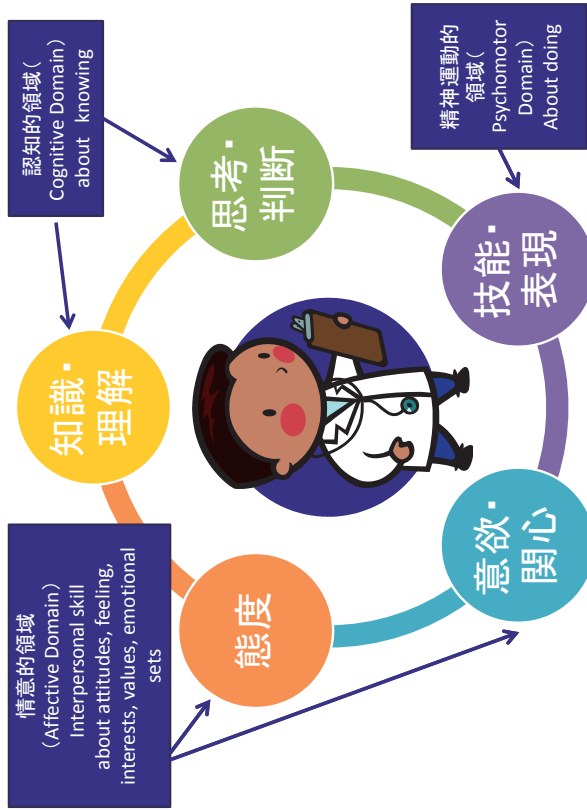 情意的領域
（Affective Domain）
Interpersonal skill
about attitudes, feeling,
interests, values, emotional
sets
認知的領域（
Cognitive Domain）
about knowing
精神運動的
領域（
Psychomotor
Domain）
About doing
知識・
理解
思考・
判断
技能・
表現
意欲・
関心
態度